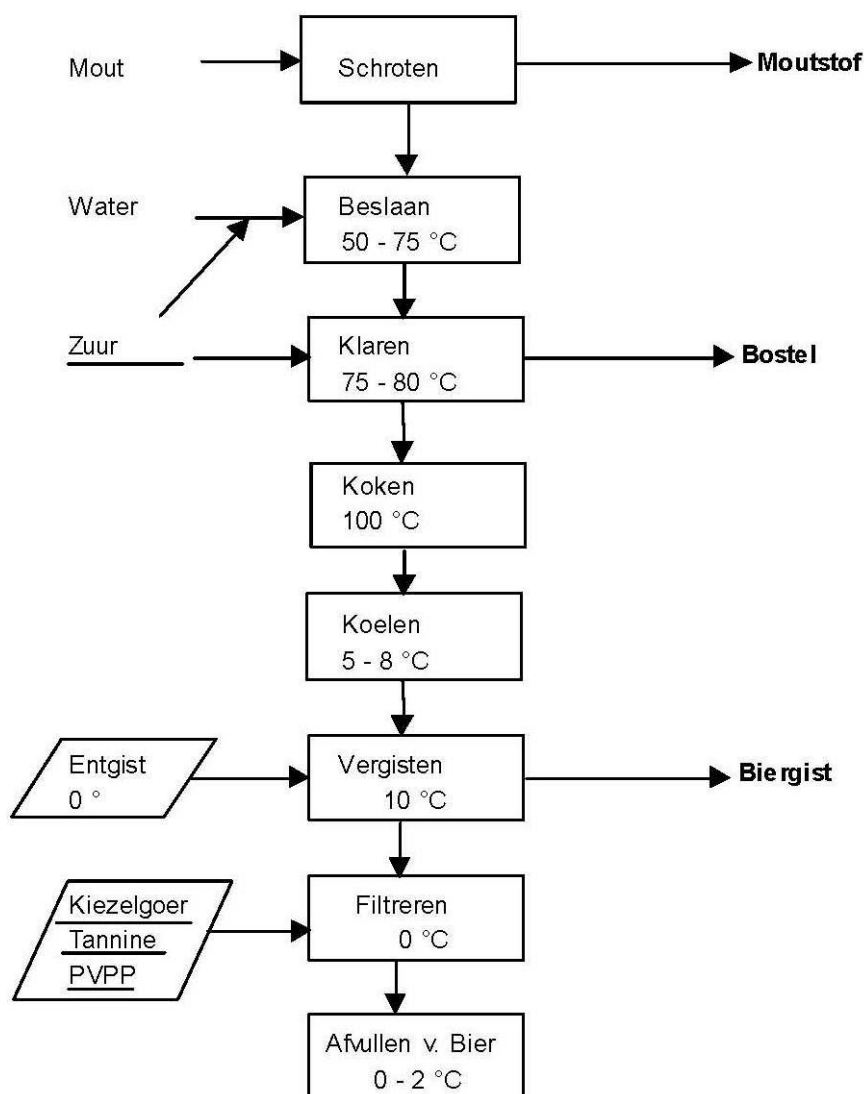 Mout
Schroten
Moutstof
Water
Beslaan
50 - 75 °C
Zuur
Klaren
75 - 80 °C
Bostel
Koken
100 °C
Koelen
5 - 8 °C
Entgist
0 °
Vergisten
10 °C
Biergist
Kiezelgoer
Tannine
PVPP
Filtreren
0 °C
Afvullen v. Bier
0 - 2 °C